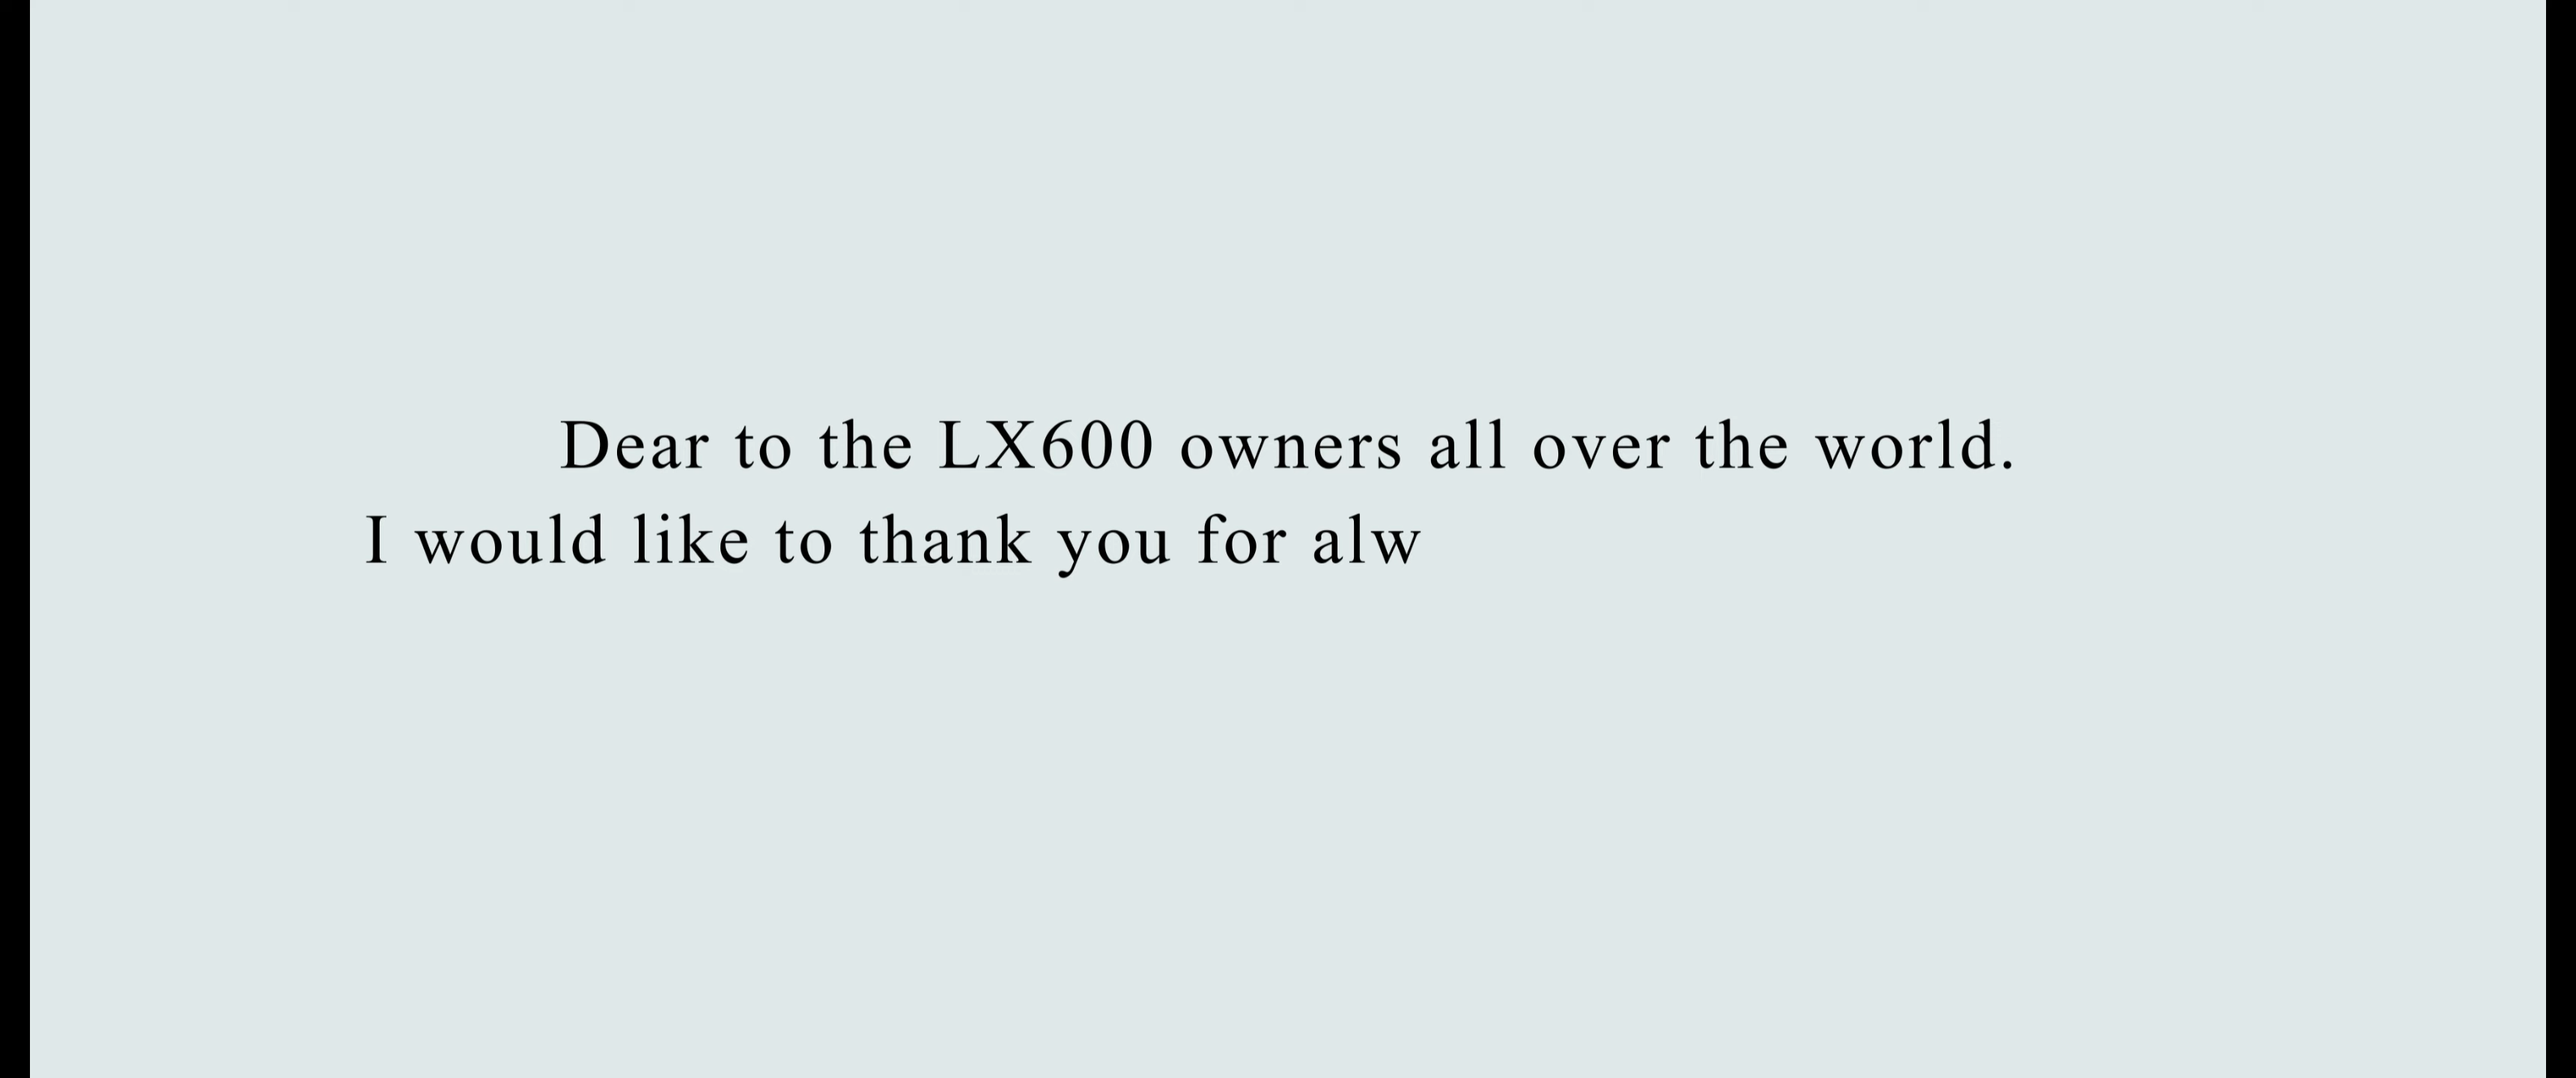 Dear to the LX600 owners all over the world.
I would like to thank you for alw